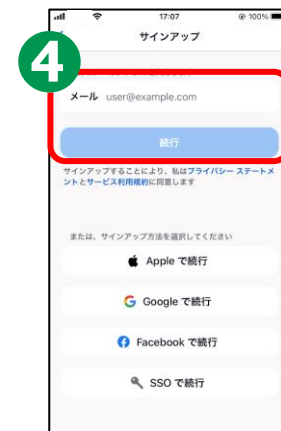 17:07
100%
サインアップ
4
メール user@example.com
続行
サインアップすることにより、私はプライバシー ステートメ
ントとサービス利用規約に同意します
または、サインアップ方法を選択してください
Apple で続行
Google で続行
Facebook で続行
SSO で続行